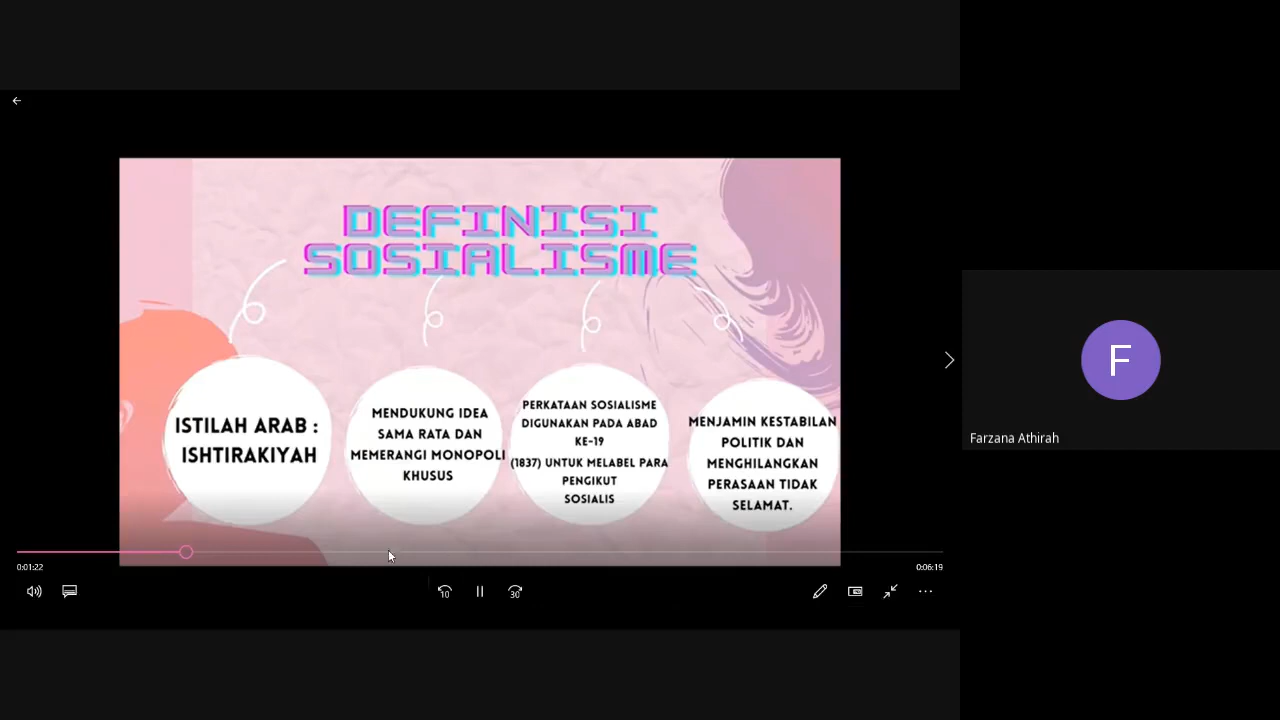 DEFINISI
SOSIALISME
ISTILAH ARAB :
ISHTIRAKIYAH
MENDUKUNG IDEA
SAMA RATA DAN
MEMERANGI MONOPOLI
KHUSUS
PERKATAAN SOSIALISME
DIGUNAKAN PADA ABAD
KE-19
(1837) UNTUK MELABEL PARA
PENGIKUT
SOSIALIS
MENJAMIN KESTABILAN
POLITIK DAN
MENGHILANGKAN
PERASAAN TIDAK
SELAMAT.
0:01:22
0:06:19
10
30
F
Farzana Athirah